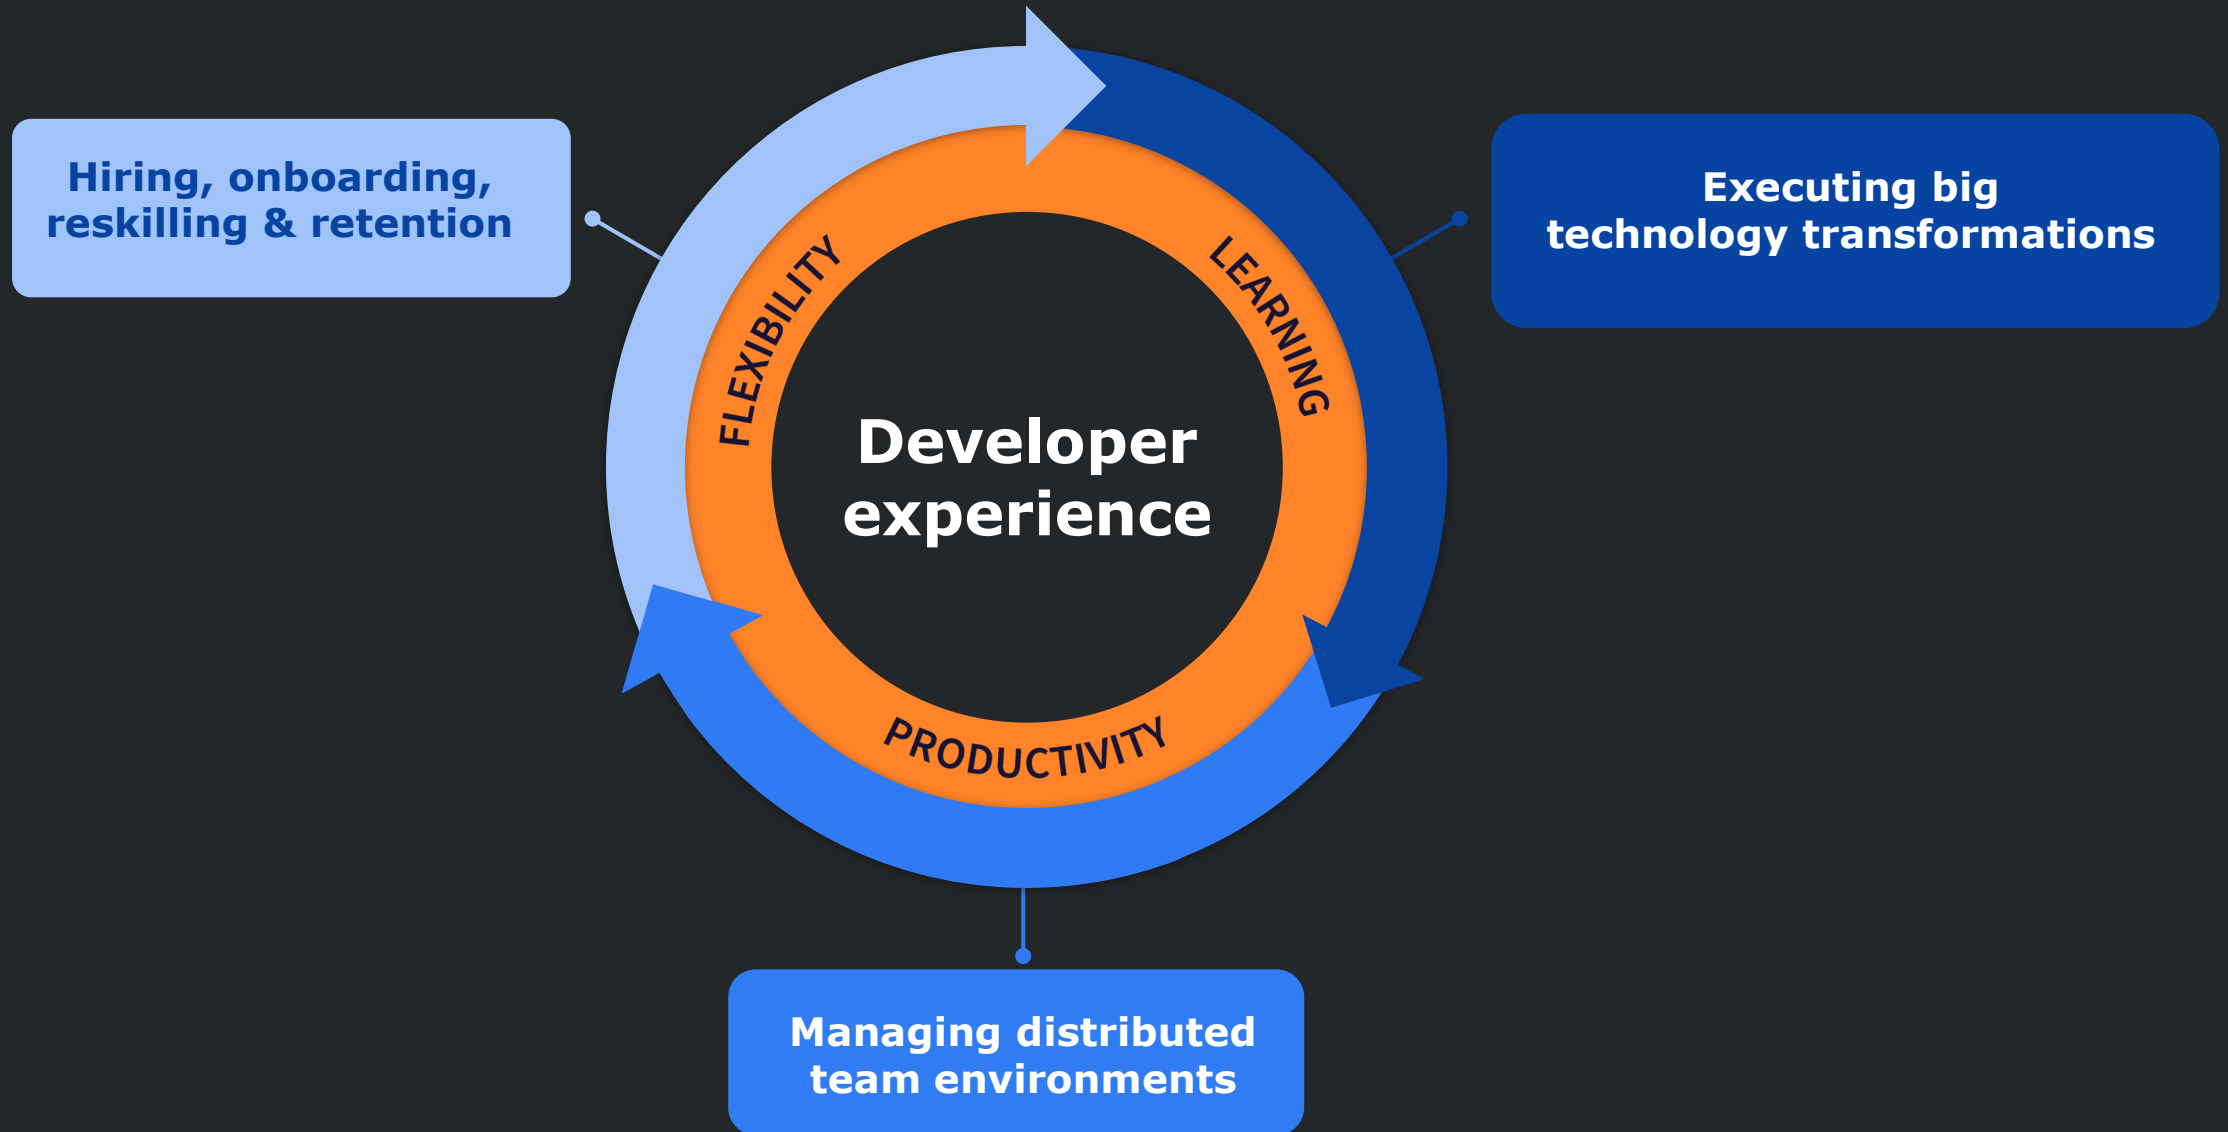 Hiring, onboarding,
reskilling & retention
Executing big
technology transformations
FLEXIBILITY
LEARNING
Developer
experience
PRODUCTIVITY
Managing distributed
team environments